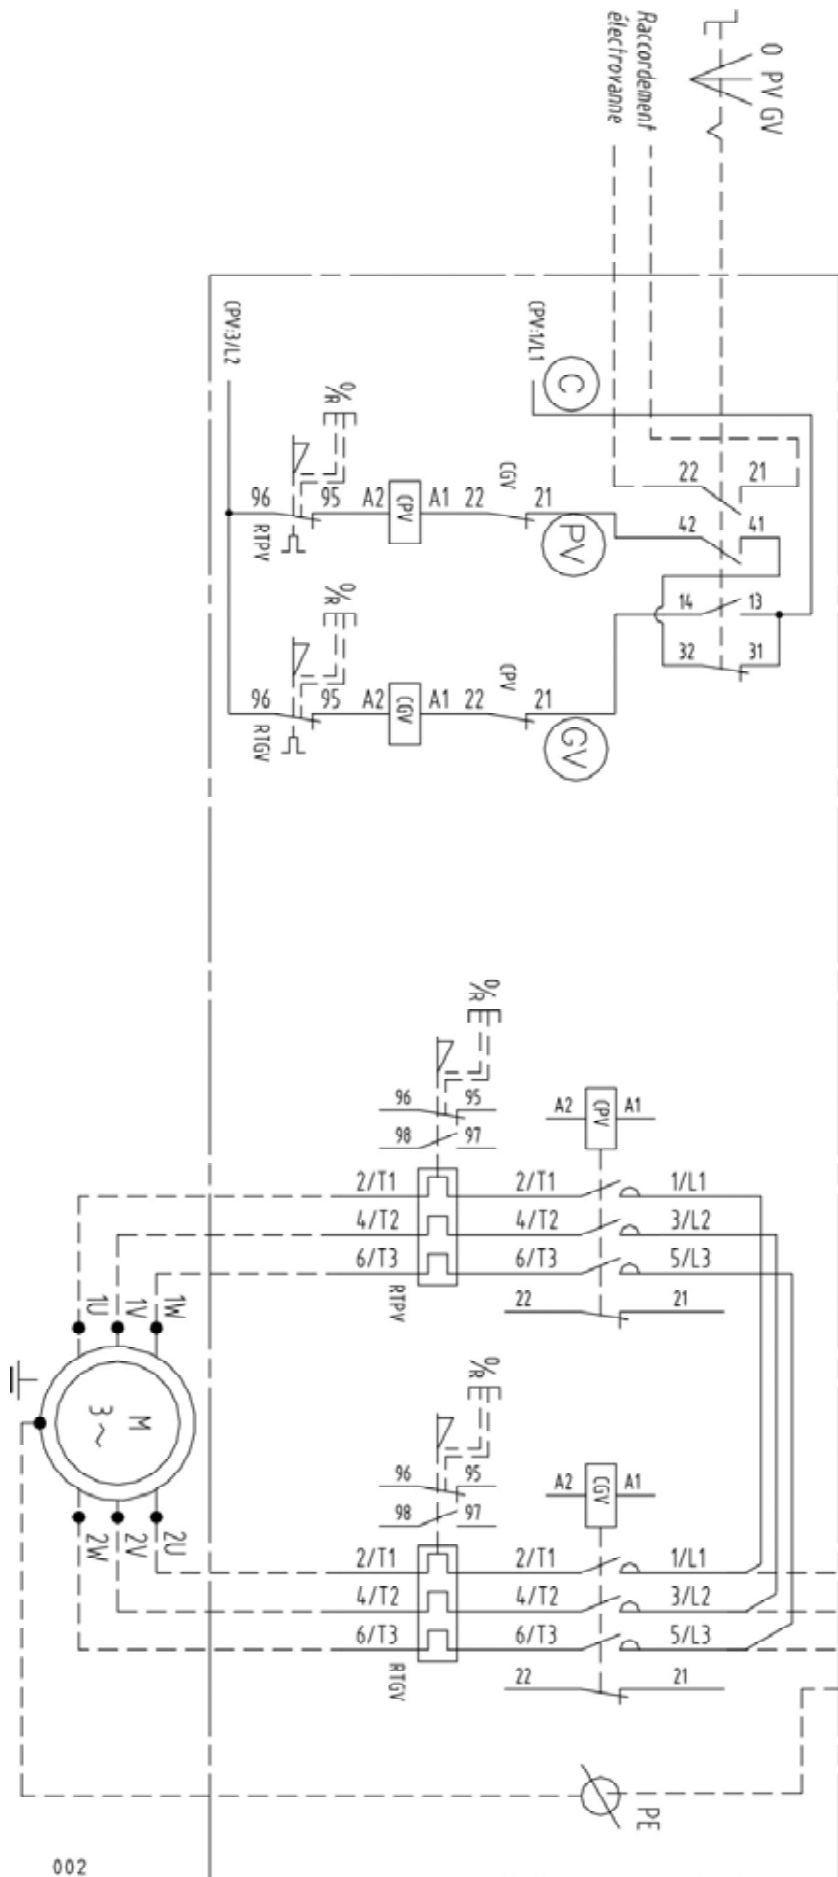 0 PV GV
Raccordement
électrovanne
CPV:1/L1
C
CPV:3/L2
O/R
22 21
42 41
14 13
32 31
96 95 A2 CPV A1 22 CGV 21 PV
RTPV
O/R
96 95 A2 CGV A1 22 CPV 21 GV
RTGV
O/R
96 95
98 97
A2 CPV A1
2/T1 2/T1 1/L1
4/T2 4/T2 3/L2
6/T3 6/T3 5/L3
RTPV
22 21
1U 1V 1W
M
3~
2W 2V 2U
O/R
96 95
98 97
A2 CGV A1
2/T1 2/T1 1/L1
4/T2 4/T2 3/L2
6/T3 6/T3 5/L3
RTGV
22 21
PE
002